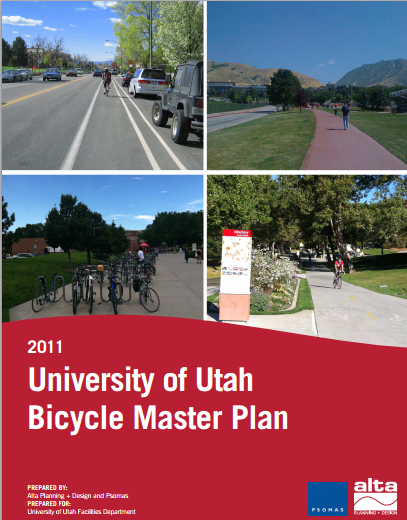 Directory
2011
University of Utah
Bicycle Master Plan
PREPARED BY:
Alta Planning + Design and Psomas
PREPARED FOR:
University of Utah Facilities Department
PSOMAS
alta
PLANNING + DESIGN